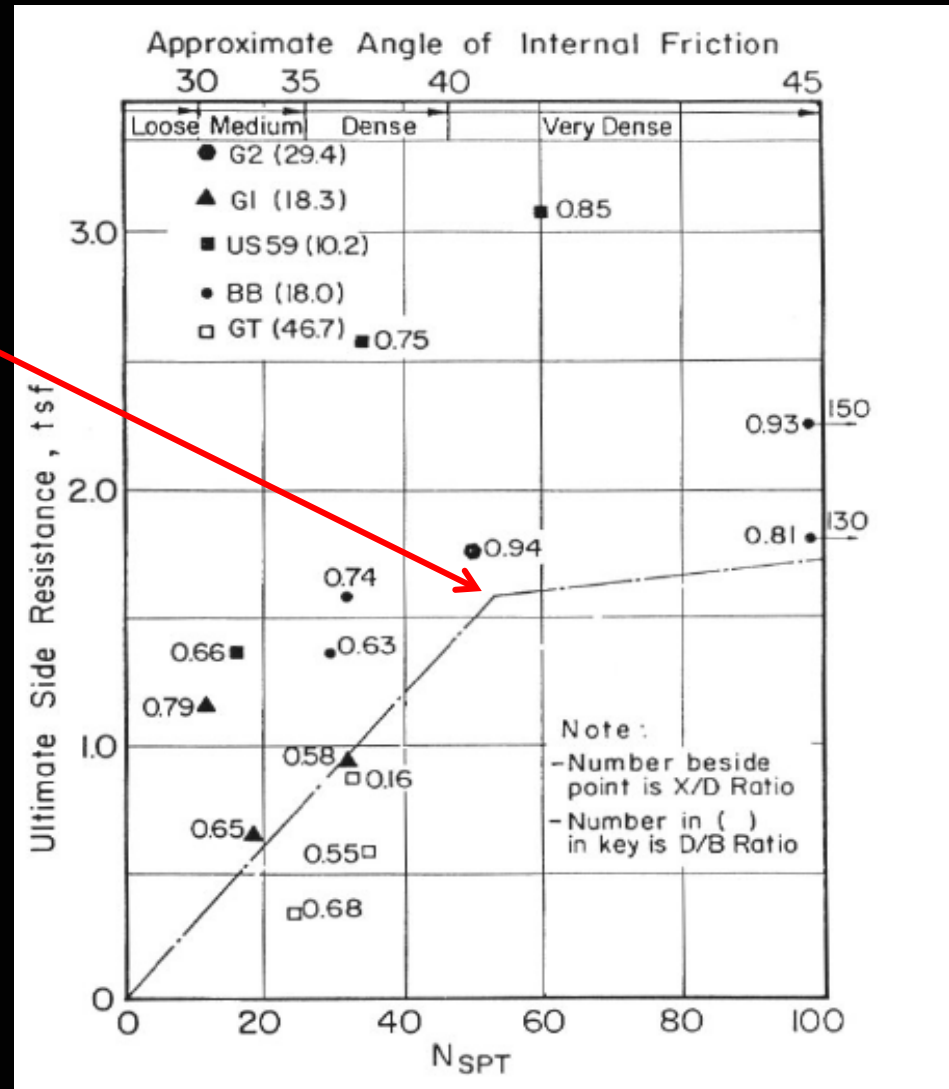 Approximate Angle of Internal Friction
30 35 40 45
Loose Medium Dense Very Dense
G2 (29.4)
G1 (18.3)
US 59 (10.2)
BB (18.0)
GT (46.7)
0.85
0.75
0.93 150
0.81 130
0.94
0.74
0.63
0.66
0.79
0.58
0.16
0.65
0.55
0.68
Note:
-Number beside
point is X/D Ratio
-Number in ( )
in key is D/B Ratio
Ultimate Side Resistance, tsf
3.0
2.0
1.0
0
0 20 40 60 80 100
NSPT